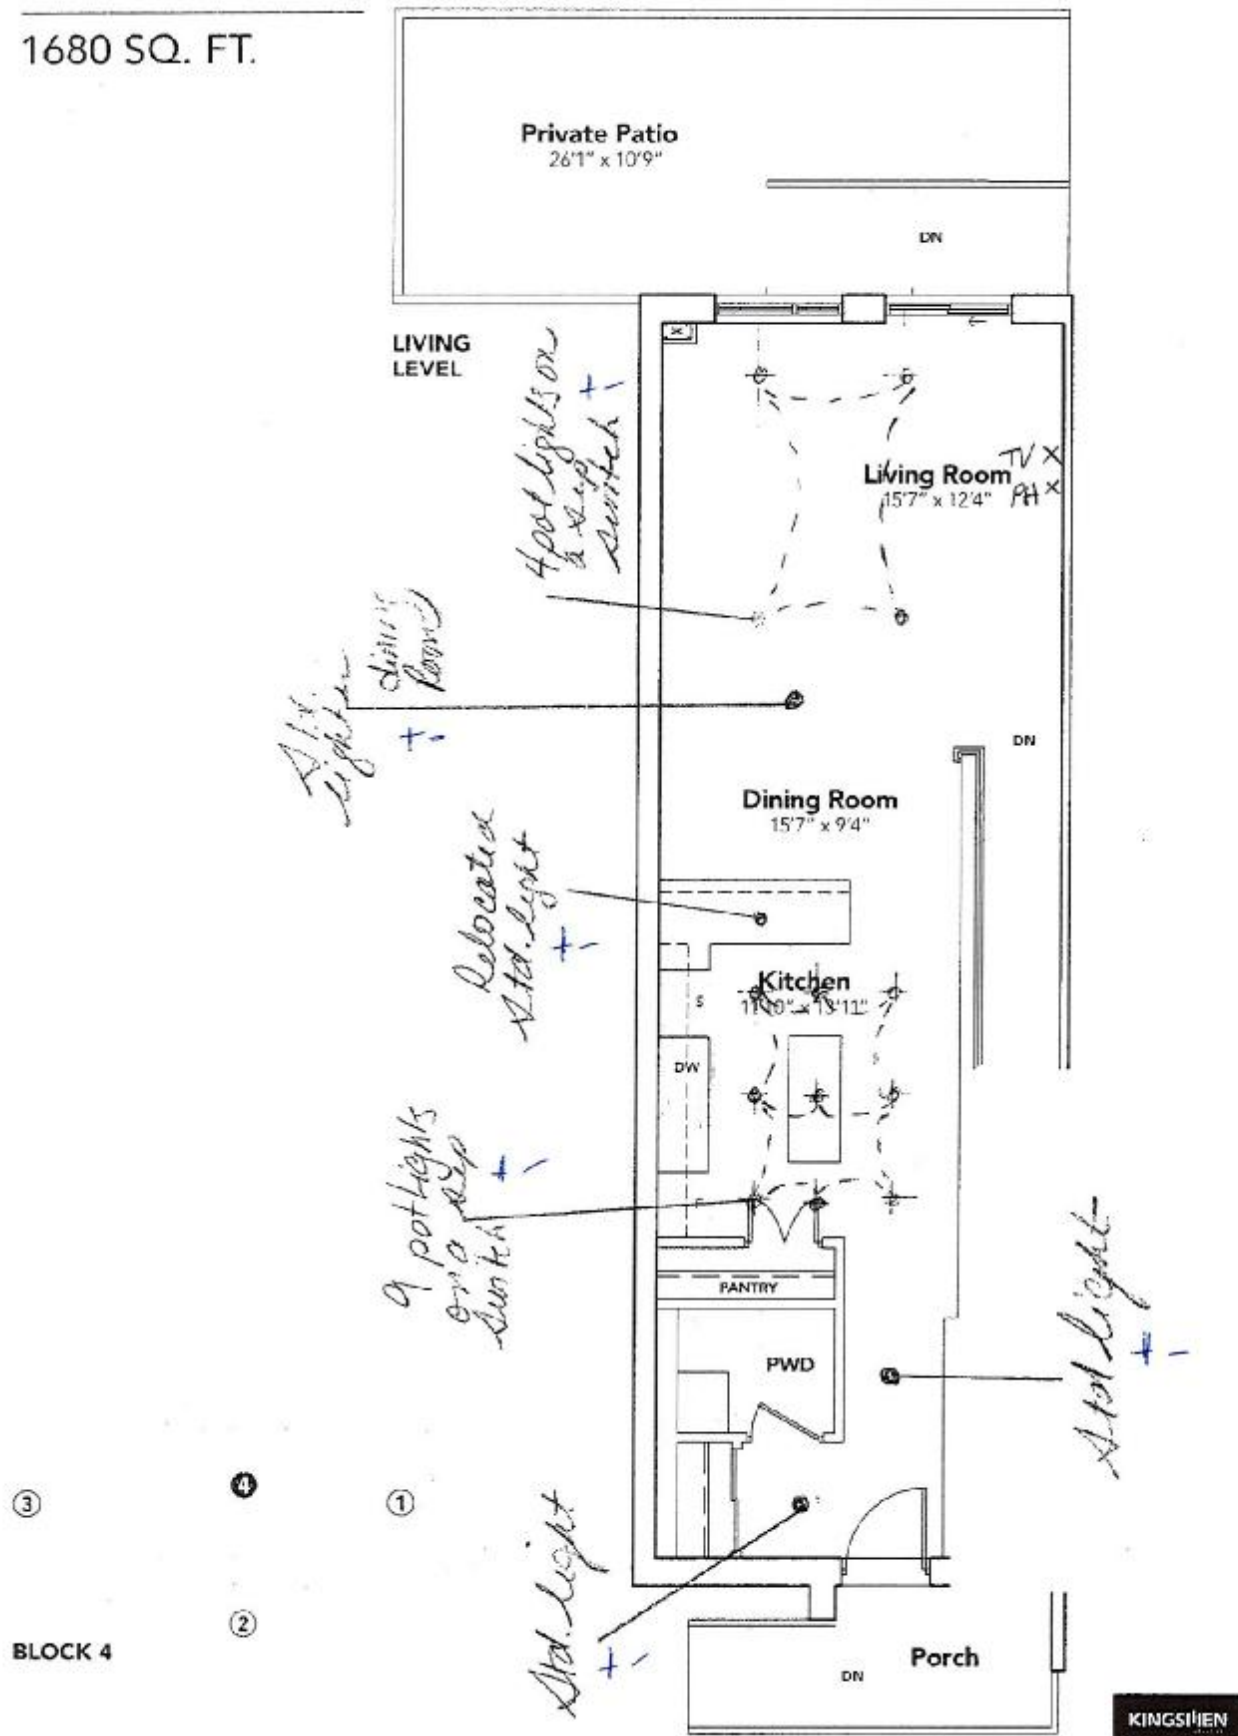 1680 SQ. FT.
Private Patio
26'1" x 10'9"
DN
LIVING
LEVEL
4 pot lights on
a sep
switch
+-
Living Room
15'7" x 12'4"
TV X
PH X
light in
dining
Room
+-
DN
Dining Room
15'7" x 9'4"
Relocated
Std. light
+-
Kitchen
11'10" x 13'11"
S
DW
F
9 pot lights
on a sep
switch
+-
PANTRY
PWD
Std light
+-
③
④
①
②
BLOCK 4
Std. light
+-
DN
Porch